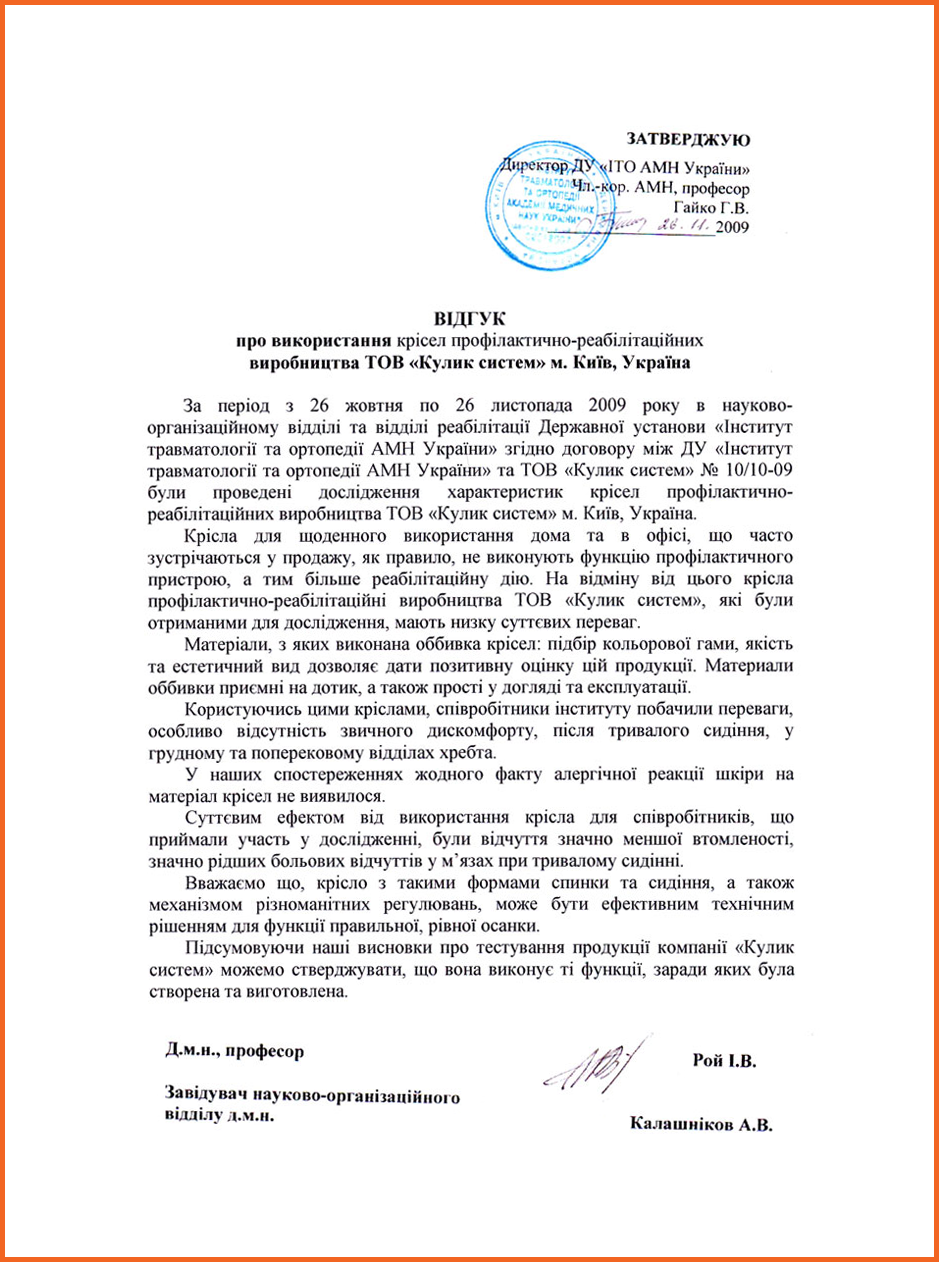 ЗАТВЕРДЖУЮ
Директор ДУ «ІТО АМН України»
Чл.-кор. АМН, професор
Гайко Г.В.
26. 11. 2009
ТРАВМАТОЛОГ
ТА ОРТОПЕДІЇ
АКАДЕМІЇ МЕДИЧНИХ
НАУК УКРАЇНИ
ВІДГУК
про використання крісел профілактично-реабілітаційних
виробництва ТОВ «Кулик систем» м. Київ, Україна
За період з 26 жовтня по 26 листопада 2009 року в науково-
організаційному відділі та відділі реабілітації Державної установи «Інститут
травматології та ортопедії АМН України» згідно договору між ДУ «Інститут
травматології та ортопедії АМН України» та ТОВ «Кулик систем» № 10/10-09
були проведені дослідження характеристик крісел профілактично-
реабілітаційних виробництва ТОВ «Кулик систем» м. Київ, Україна.
Крісла для щоденного використання дома та в офісі, що часто
зустрічаються у продажу, як правило, не виконують функцію профілактичного
пристрою, а тим більше реабілітаційну дію. На відміну від цього крісла
профілактично-реабілітаційні виробництва ТОВ «Кулик систем», які були
отриманими для дослідження, мають низку суттєвих переваг.
Матеріали, з яких виконана оббивка крісел: підбір кольорової гами, якість
та естетичний вид дозволяє дати позитивну оцінку цій продукції. Материали
оббивки приємні на дотик, а також прості у догляді та експлуатації.
Користуючись цими кріслами, співробітники інституту побачили переваги,
особливо відсутність звичного дискомфорту, після тривалого сидіння, у
грудному та поперековому відділах хребта.
У наших спостереженнях жодного факту алергічної реакції шкіри на
матеріал крісел не виявилося.
Суттєвим ефектом від використання крісла для співробітників, що
приймали участь у дослідженні, були відчуття значно меншої втомленості,
значно рідших больових відчуттів у м’язах при тривалому сидінні.
Вважаємо що, крісло з такими формами спинки та сидіння, а також
механізмом різноманітних регулювань, може бути ефективним технічним
рішенням для функції правильної, рівної осанки.
Підсумовуючи наші висновки про тестування продукції компанії «Кулик
систем» можемо стверджувати, що вона виконує ті функції, заради яких була
створена та виготовлена.
Д.м.н., професор
Рой І.В.
Завідувач науково-організаційного
відділу д.м.н.
Калашніков А.В.